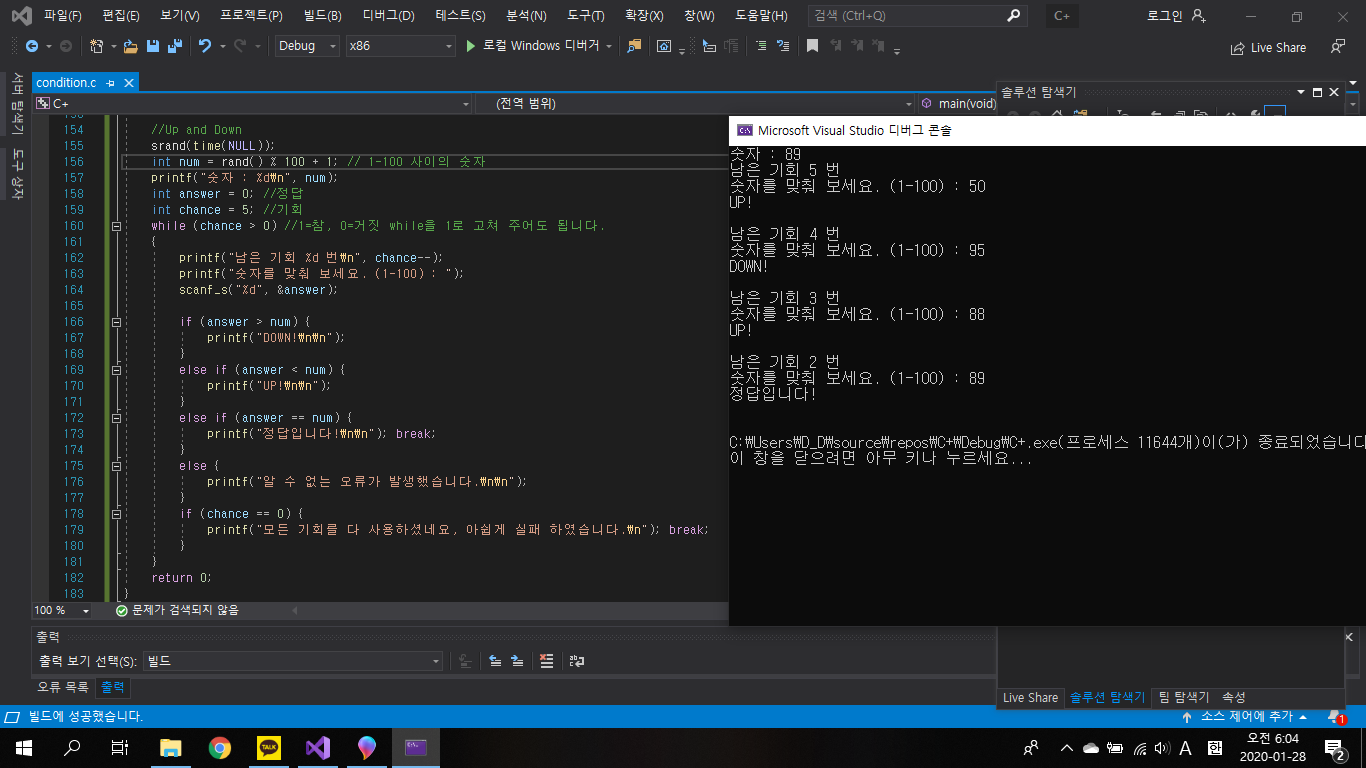 파일(F) 편집(E) 보기(V) 프로젝트(P) 빌드(B) 디버그(D) 테스트(S) 분석(N) 도구(T) 확장(X) 창(W) 도움말(H) 검색 (Ctrl+Q) C+ 로그인
Debug x86 로컬 Windows 디버거 Live Share
서버 탐색기
도구 상자
condition.c
C+ (전역 범위) main(void)
솔루션 탐색기
154 //Up and Down
155 srand(time(NULL));
156 int num = rand() % 100 + 1; // 1-100 사이의 숫자
157 printf("숫자 : %d₩n", num);
158 int answer = 0; //정답
159 int chance = 5; //기회
160 while (chance > 0) //1=참, 0=거짓 while을 1로 고쳐 주어도 됩니다.
161 {
162 printf("남은 기회 %d 번₩n", chance--);
163 printf("숫자를 맞춰 보세요. (1-100) : ");
164 scanf_s("%d", &answer);
165
166 if (answer > num) {
167 printf("DOWN!₩n₩n");
168 }
169 else if (answer < num) {
170 printf("UP!₩n₩n");
171 }
172 else if (answer == num) {
173 printf("정답입니다!₩n₩n"); break;
174 }
175 else {
176 printf("알 수 없는 오류가 발생했습니다.₩n₩n");
177 }
178 if (chance == 0) {
179 printf("모든 기회를 다 사용하셨네요, 아쉽게 실패 하였습니다.₩n"); break;
180 }
181 }
182 return 0;
183 }
100 % 문제가 검색되지 않음
Microsoft Visual Studio 디버그 콘솔
숫자 : 89
남은 기회 5 번
숫자를 맞춰 보세요. (1-100) : 50
UP!
남은 기회 4 번
숫자를 맞춰 보세요. (1-100) : 95
DOWN!
남은 기회 3 번
숫자를 맞춰 보세요. (1-100) : 88
UP!
남은 기회 2 번
숫자를 맞춰 보세요. (1-100) : 89
정답입니다!
C:₩Users₩D_D₩source₩repos₩C+₩Debug₩C+.exe(프로세스 11644개)이(가) 종료되었습니다
이 창을 닫으려면 아무 키나 누르세요...
출력
출력 보기 선택(S): 빌드
오류 목록 출력
Live Share 솔루션 탐색기 팀 탐색기 속성
빌드에 성공했습니다. 소스 제어에 추가 1
TALK
A 한 오전 6:04
2020-01-28 2